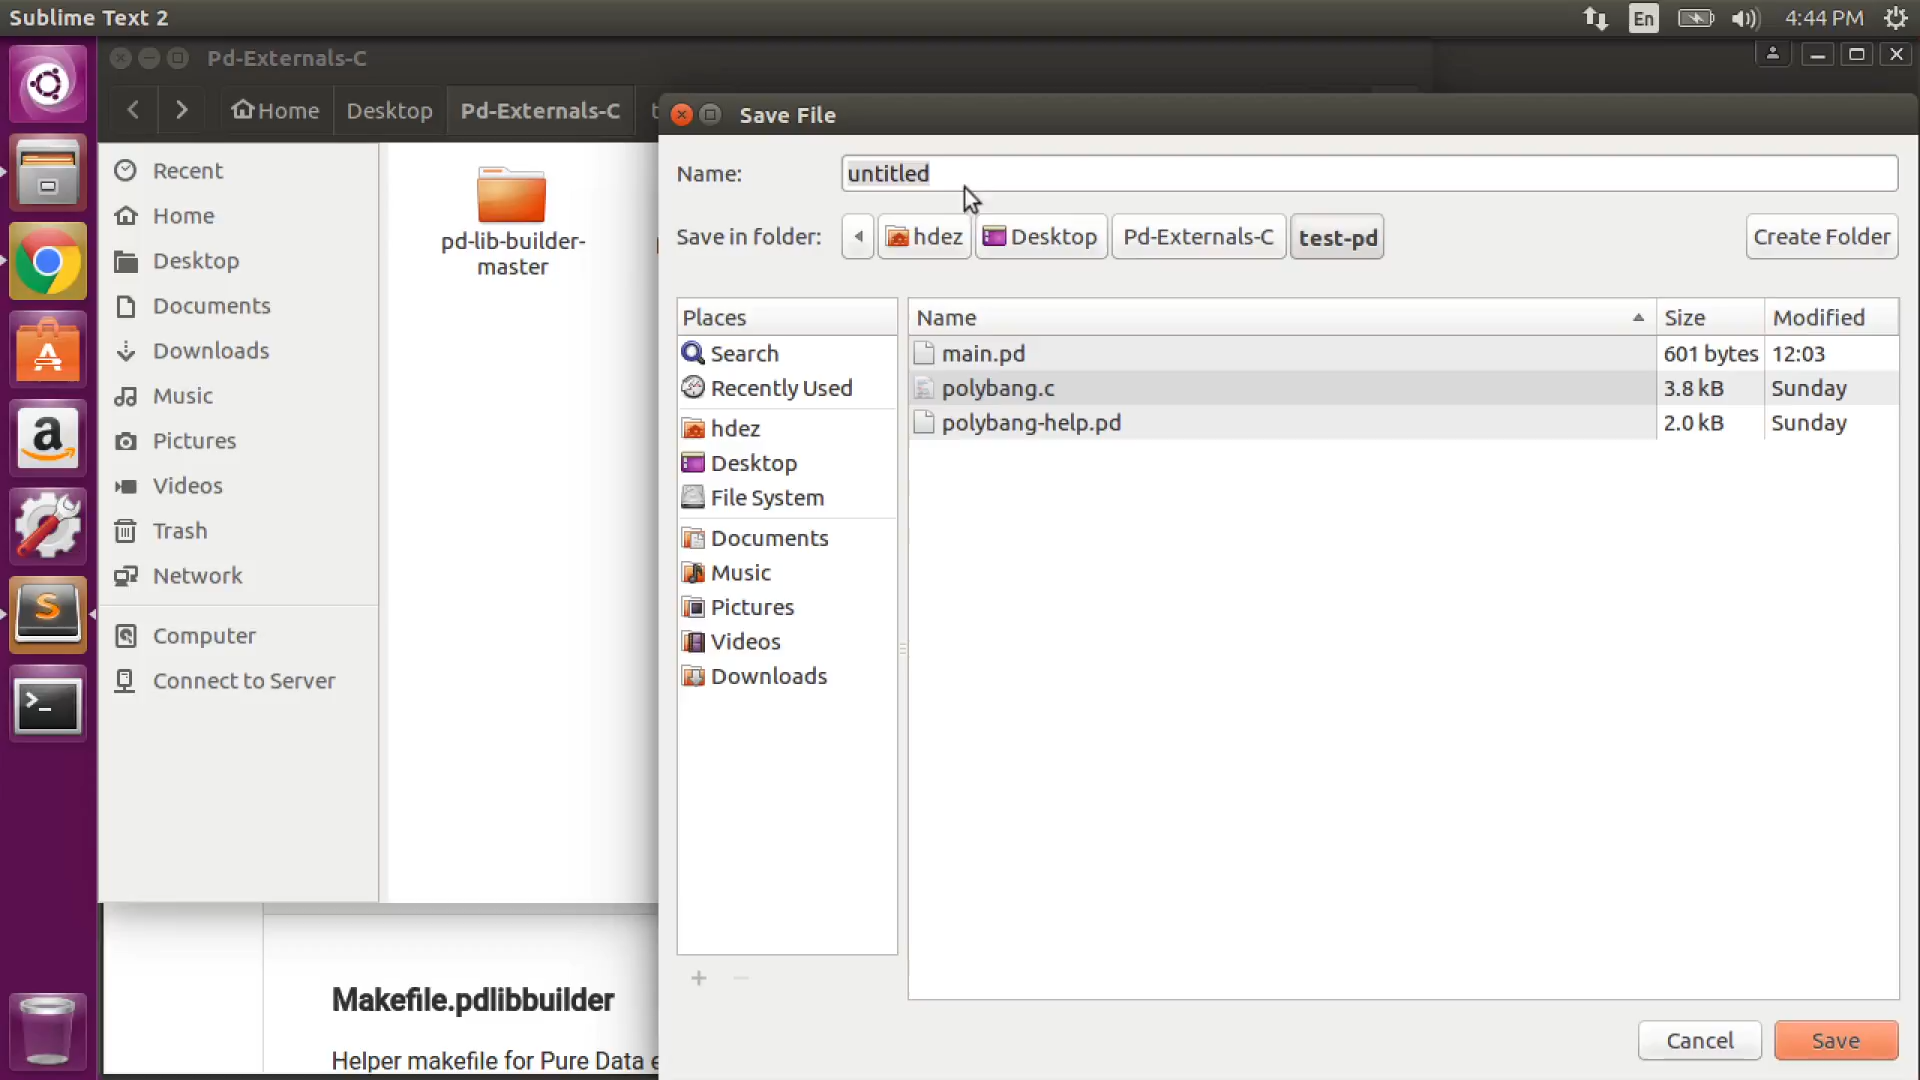 Sublime Text 2
En
4:44 PM
Pd-Externals-C
Home
Desktop
Pd-Externals-C
Recent
Home
Desktop
Documents
Downloads
Music
Pictures
Videos
Trash
Network
Computer
Connect to Server
pd-lib-builder-
master
Save File
Name:
untitled
Save in folder:
hdez
Desktop
Pd-Externals-C
test-pd
Create Folder
Places
Search
Recently Used
hdez
Desktop
File System
Documents
Music
Pictures
Videos
Downloads
Name
Size
Modified
main.pd
601 bytes
12:03
polybang.c
3.8 kB
Sunday
polybang-help.pd
2.0 kB
Sunday
Cancel
Save
Makefile.pdlibbuilder
Helper makefile for Pure Data e